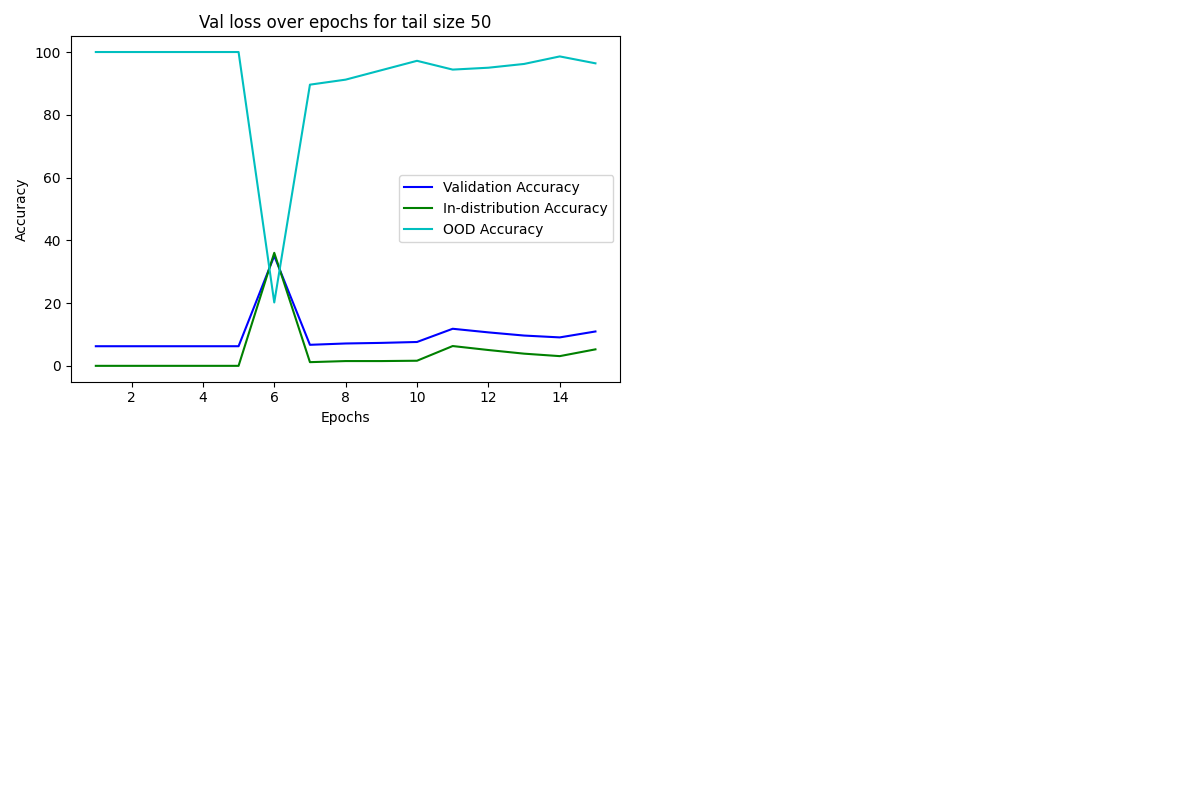 Val loss over epochs for tail size 50
100
80
60
40
20
0
Accuracy
Validation Accuracy
In-distribution Accuracy
OOD Accuracy
2 4 6 8 10 12 14
Epochs